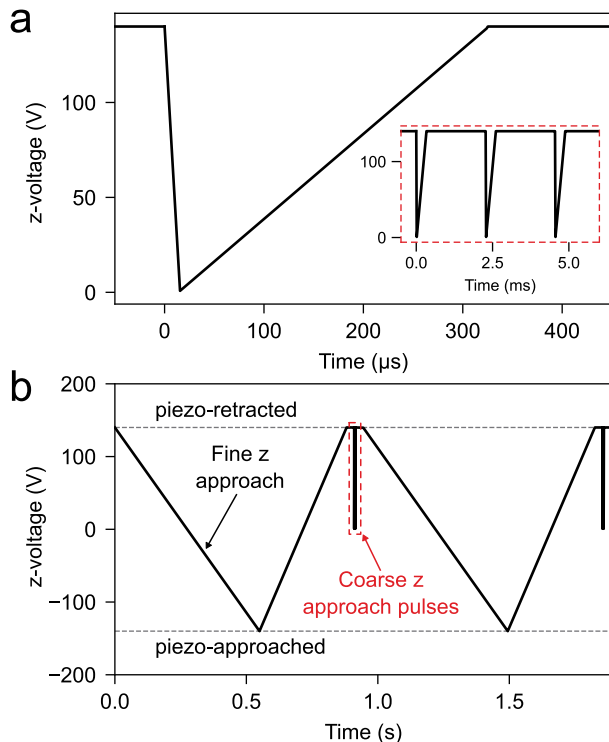 a
z-voltage (V)
100
50
0
100
0
0.0 2.5 5.0
Time (ms)
0 100 200 300 400
Time (µs)
b
z-voltage (V)
200
100
0
−100
−200
piezo-retracted
Fine z
approach
Coarse z
approach pulses
piezo-approached
0.0 0.5 1.0 1.5
Time (s)